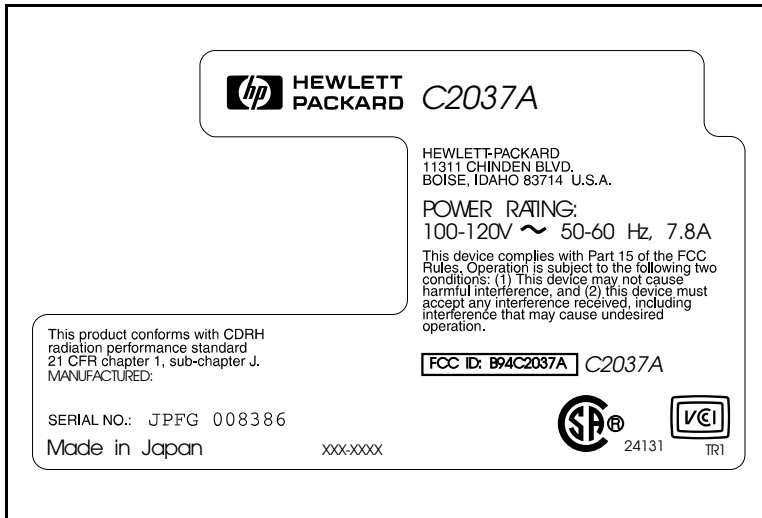 hp HEWLETT PACKARD C2037A
HEWLETT-PACKARD
11311 CHINDEN BLVD.
BOISE, IDAHO 83714 U.S.A.
POWER RATING:
100-120V ~ 50-60 Hz, 7.8A
This device complies with Part 15 of the FCC
Rules. Operation is subject to the following two
conditions: (1) This device may not cause
harmful interference, and (2) this device must
accept any interference received, including
interference that may cause undesired
operation.
FCC ID: B94C2037A C2037A
This product conforms with CDRH
radiation performance standard
21 CFR chapter 1, sub-chapter J.
MANUFACTURED:
SERIAL NO.: JPFG 008386
Made in Japan
XXX-XXXX
SA ®
24131
VCI
TR1